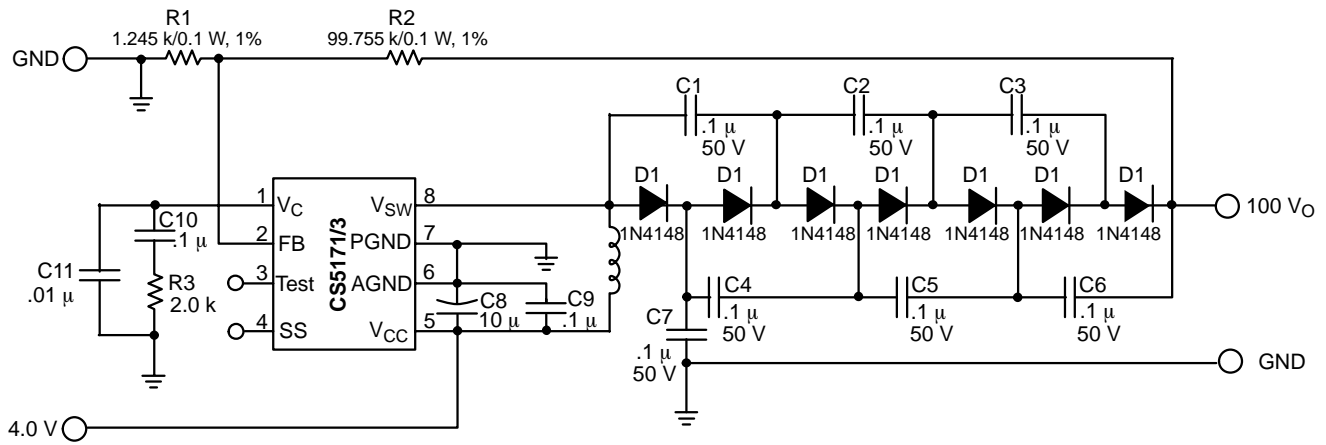 R1
1.245 k/0.1 W, 1%
R2
99.755 k/0.1 W, 1%
GND
C1
.1 μ
50 V
C2
.1 μ
50 V
C3
.1 μ
50 V
D1
1N4148
D1
1N4148
D1
1N4148
D1
1N4148
D1
1N4148
D1
1N4148
D1
1N4148
100 VO
1
VC
2
FB
3
Test
4
SS
CS5171/3
VSW
8
PGND
7
AGND
6
VCC
5
C10
.1 μ
C11
.01 μ
R3
2.0 k
C8
10 μ
C9
.1 μ
C4
.1 μ
50 V
C5
.1 μ
50 V
C6
.1 μ
50 V
C7
.1 μ
50 V
GND
4.0 V